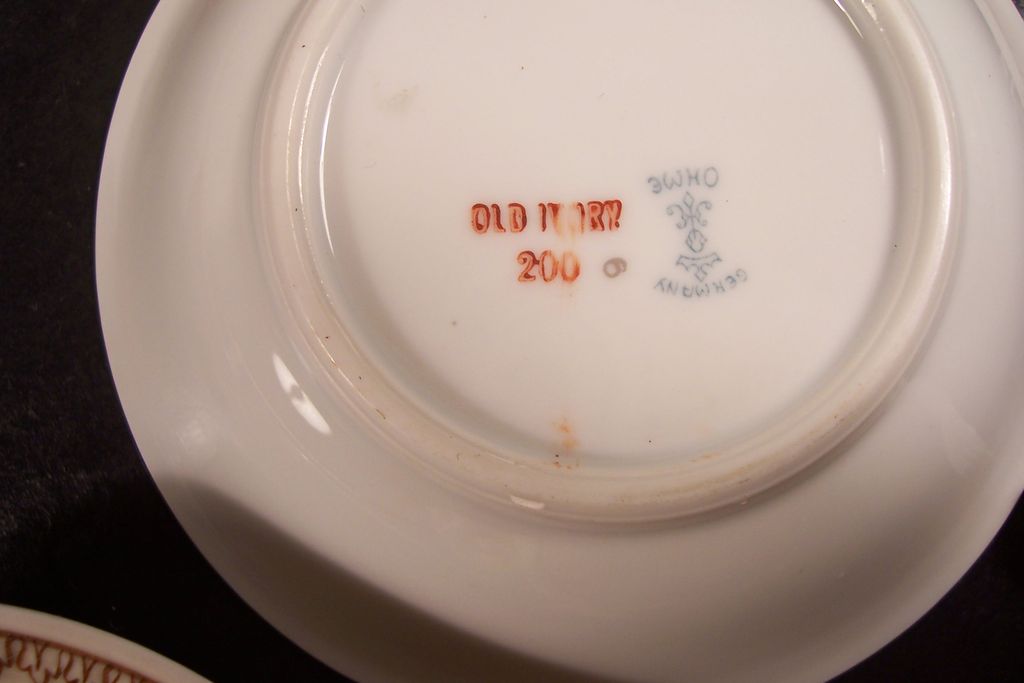 OLD IVORY
200
OHME
GERMANY